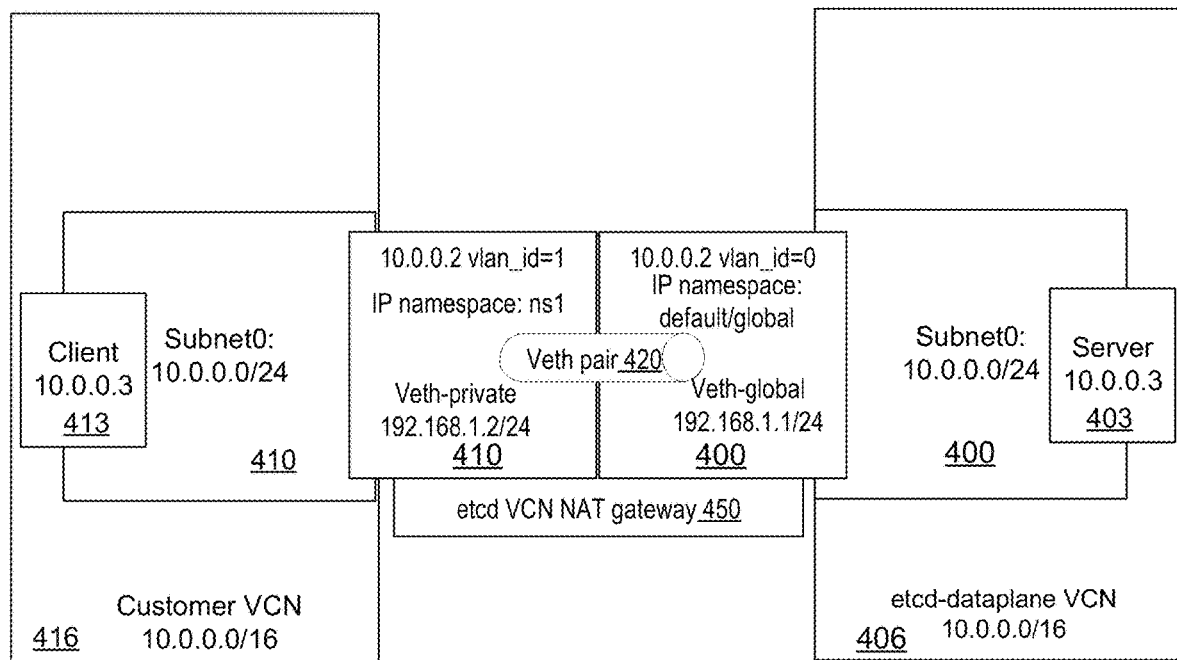 10.0.0.2 vlan_id=1
IP namespace: ns1
10.0.0.2 vlan_id=0
IP namespace:
default/global
Client
10.0.0.3
413
Subnet0:
10.0.0.0/24
410
Veth pair 420
Veth-private
192.168.1.2/24
410
Veth-global
192.168.1.1/24
400
Subnet0:
10.0.0.0/24
400
Server
10.0.0.3
403
etcd VCN NAT gateway 450
Customer VCN
10.0.0.0/16
416
etcd-dataplane VCN
10.0.0.0/16
406